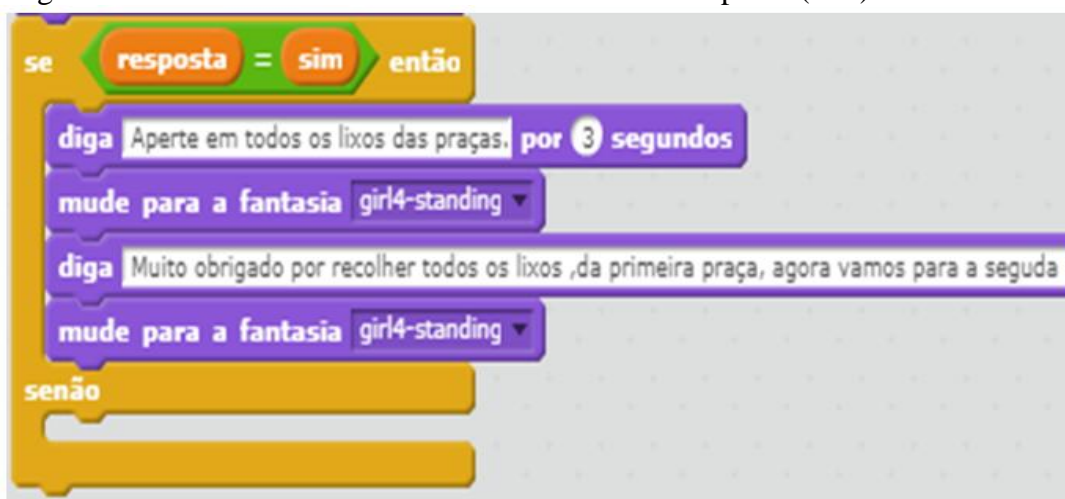 se resposta = sim então
diga Aperte em todos os lixos das praças. por 3 segundos
mude para a fantasia girl4-standing
diga Muito obrigado por recolher todos os lixos ,da primeira praça, agora vamos para a seguda
mude para a fantasia girl4-standing
senão